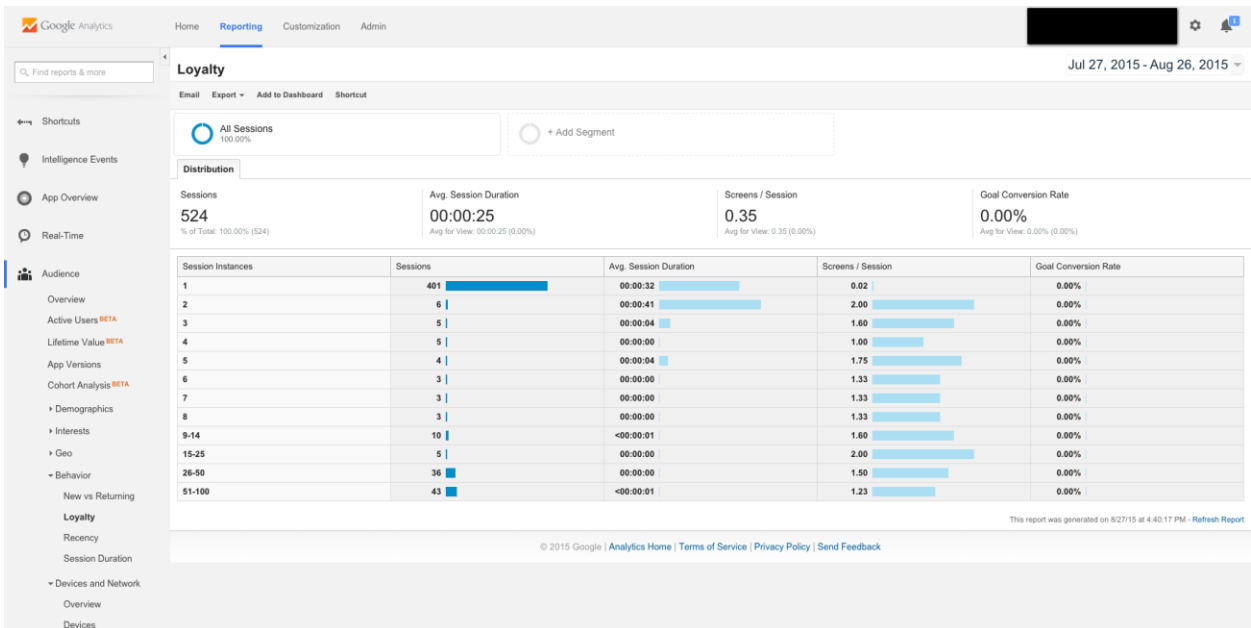 Google Analytics
Home Reporting Customization Admin
1
Find reports & more
Shortcuts
Intelligence Events
App Overview
Real-Time
Audience
Overview
Active Users BETA
Lifetime Value BETA
App Versions
Cohort Analysis BETA
Demographics
Interests
Geo
Behavior
New vs Returning
Loyalty
Recency
Session Duration
Devices and Network
Overview
Devices
Loyalty
Jul 27, 2015 - Aug 26, 2015
Email Export Add to Dashboard Shortcut
All Sessions
100.00%
+ Add Segment
Distribution
Sessions
524
% of Total: 100.00% (524)
Avg. Session Duration
00:00:25
Avg for View: 00:00:25 (0.00%)
Screens / Session
0.35
Avg for View: 0.35 (0.00%)
Goal Conversion Rate
0.00%
Avg for View: 0.00% (0.00%)
Session Instances Sessions Avg. Session Duration Screens / Session Goal Conversion Rate
1 401 00:00:32 0.02 0.00%
2 6 00:00:41 2.00 0.00%
3 5 00:00:04 1.60 0.00%
4 5 00:00:00 1.00 0.00%
5 4 00:00:04 1.75 0.00%
6 3 00:00:00 1.33 0.00%
7 3 00:00:00 1.33 0.00%
8 3 00:00:00 1.33 0.00%
9-14 10 <00:00:01 1.60 0.00%
15-25 5 00:00:00 2.00 0.00%
26-50 36 00:00:00 1.50 0.00%
51-100 43 <00:00:01 1.23 0.00%
This report was generated on 8/27/15 at 4:40:17 PM - Refresh Report
© 2015 Google | Analytics Home | Terms of Service | Privacy Policy | Send Feedback